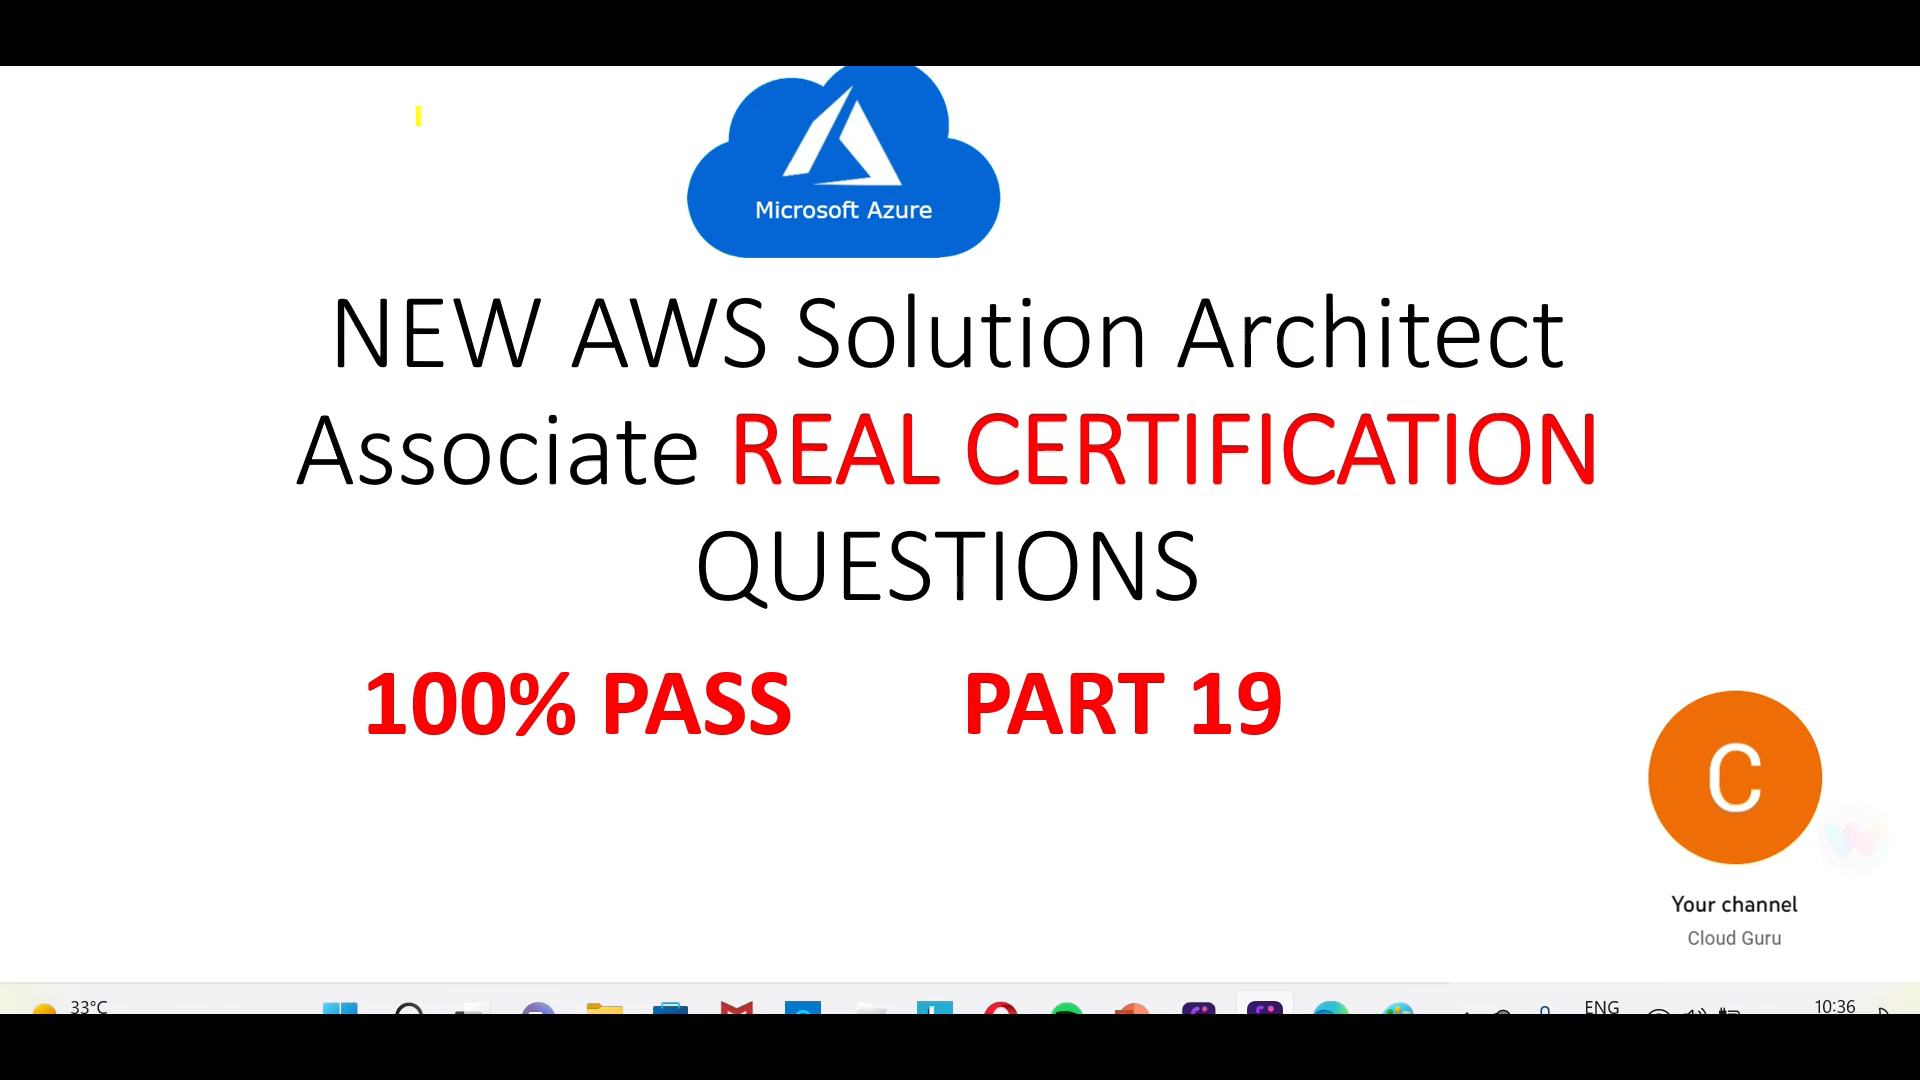 Microsoft Azure
NEW AWS Solution Architect
Associate REAL CERTIFICATION
QUESTIONS
100% PASS PART 19
C
Your channel
Cloud Guru
33°C
ENG
10:36